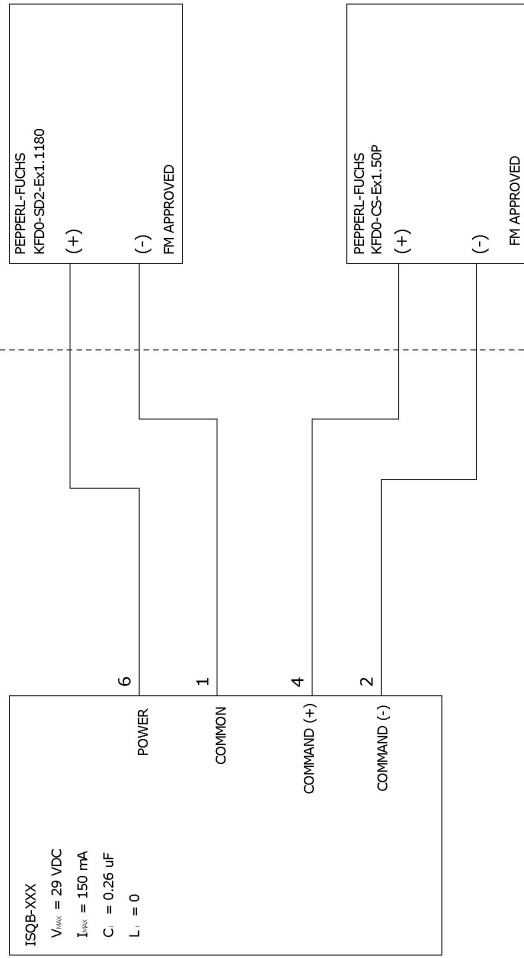 PEPPERL-FUCHS
KFD0-SD2-Ex1.1180
(+)
(-)
FM APPROVED
PEPPERL-FUCHS
KFD0-CS-Ex1.50P
(+)
(-)
FM APPROVED
ISQB-XXX
VMAX = 29 VDC
IMAX = 150 mA
Ci = 0.26 uF
Li = 0
6
POWER
1
COMMON
4
COMMAND (+)
2
COMMAND (-)